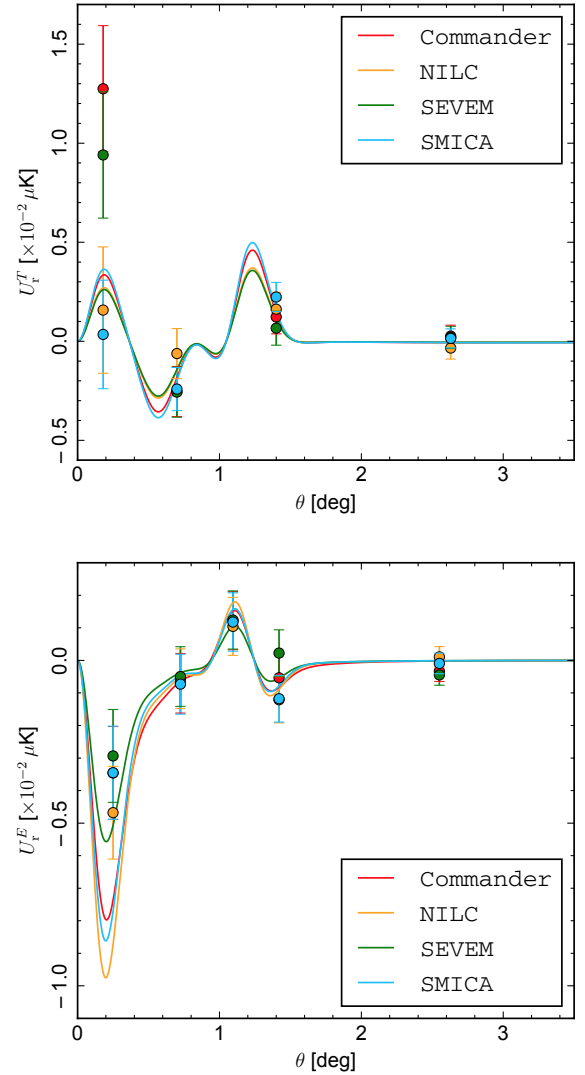 1.5
1.0
0.5
0.0
−0.5
U_r^T [×10^−2 μK]
Commander
NILC
SEVEM
SMICA
0 1 2 3
θ [deg]
0.0
−0.5
−1.0
U_r^E [×10^−2 μK]
Commander
NILC
SEVEM
SMICA
0 1 2 3
θ [deg]